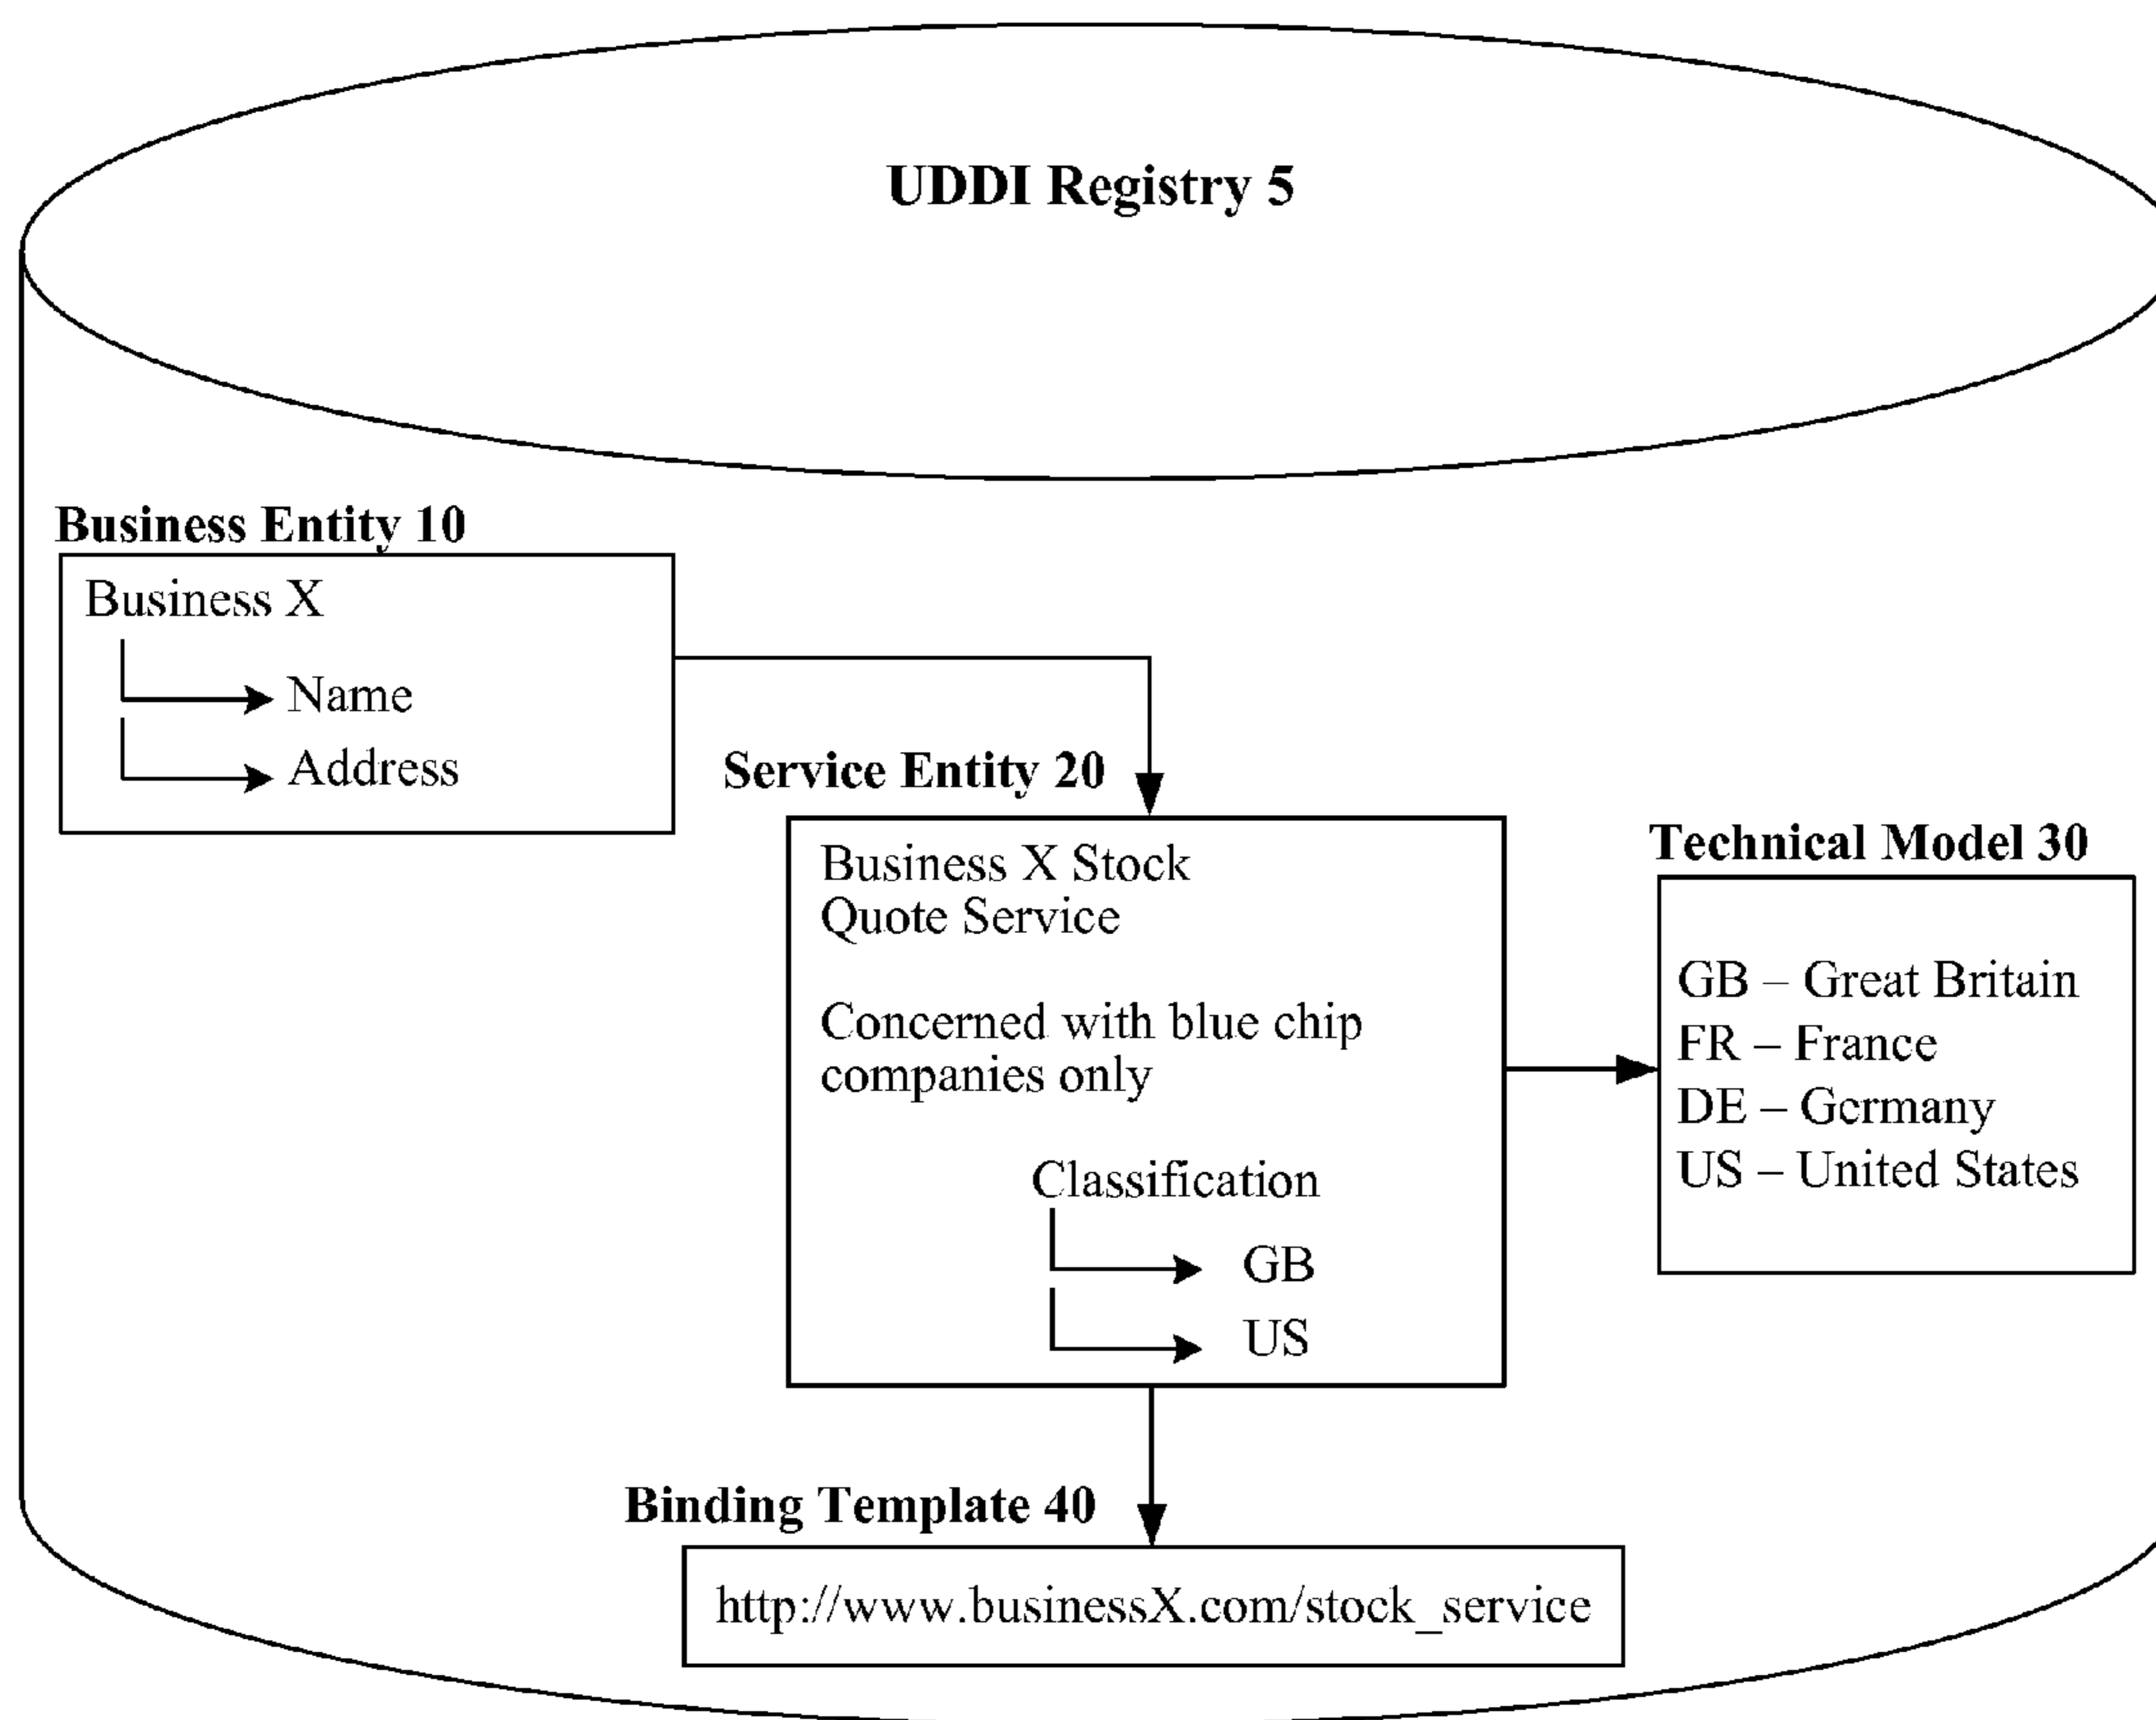 UDDI Registry 5
Business Entity 10
Business X
Name
Address
Service Entity 20
Business X Stock
Quote Service
Concerned with blue chip
companies only
Classification
GB
US
Technical Model 30
GB – Great Britain
FR – France
DE – Germany
US – United States
Binding Template 40
http://www.businessX.com/stock_service